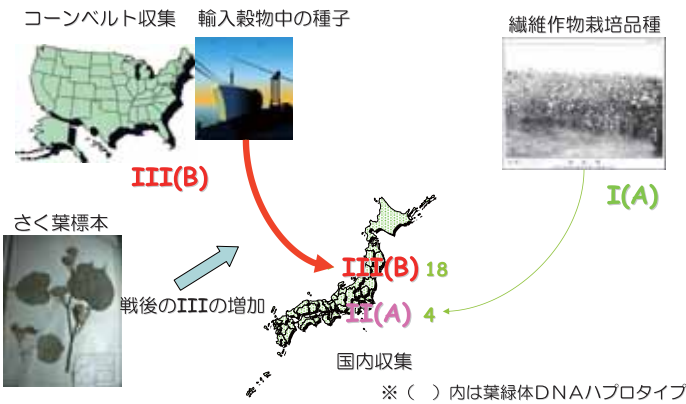 コーンベルト収集
輸入穀物中の種子
繊維作物栽培品種
III(B)
I(A)
さく葉標本
戦後のIIIの増加
III(B) 18
II(A) 4
国内収集
※（　）内は葉緑体ＤＮＡハプロタイプ